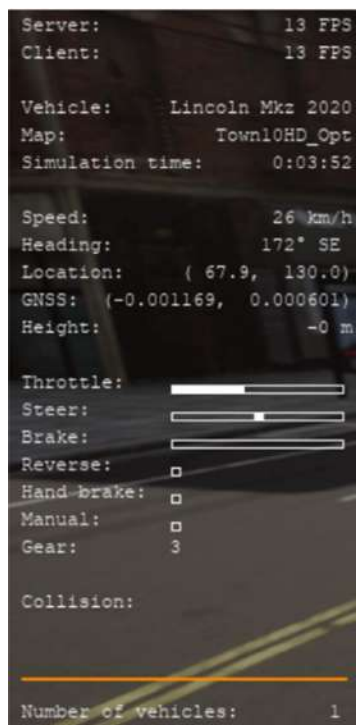 Server: 13 FPS
Client: 13 FPS
Vehicle: Lincoln Mkz 2020
Map: Town10HD_Opt
Simulation time: 0:03:52
Speed: 26 km/h
Heading: 172° SE
Location: ( 67.9, 130.0)
GNSS: (-0.001169, 0.000601)
Height: -0 m
Throttle:
Steer:
Brake:
Reverse:
Hand brake:
Manual:
Gear: 3
Collision:
Number of vehicles: 1